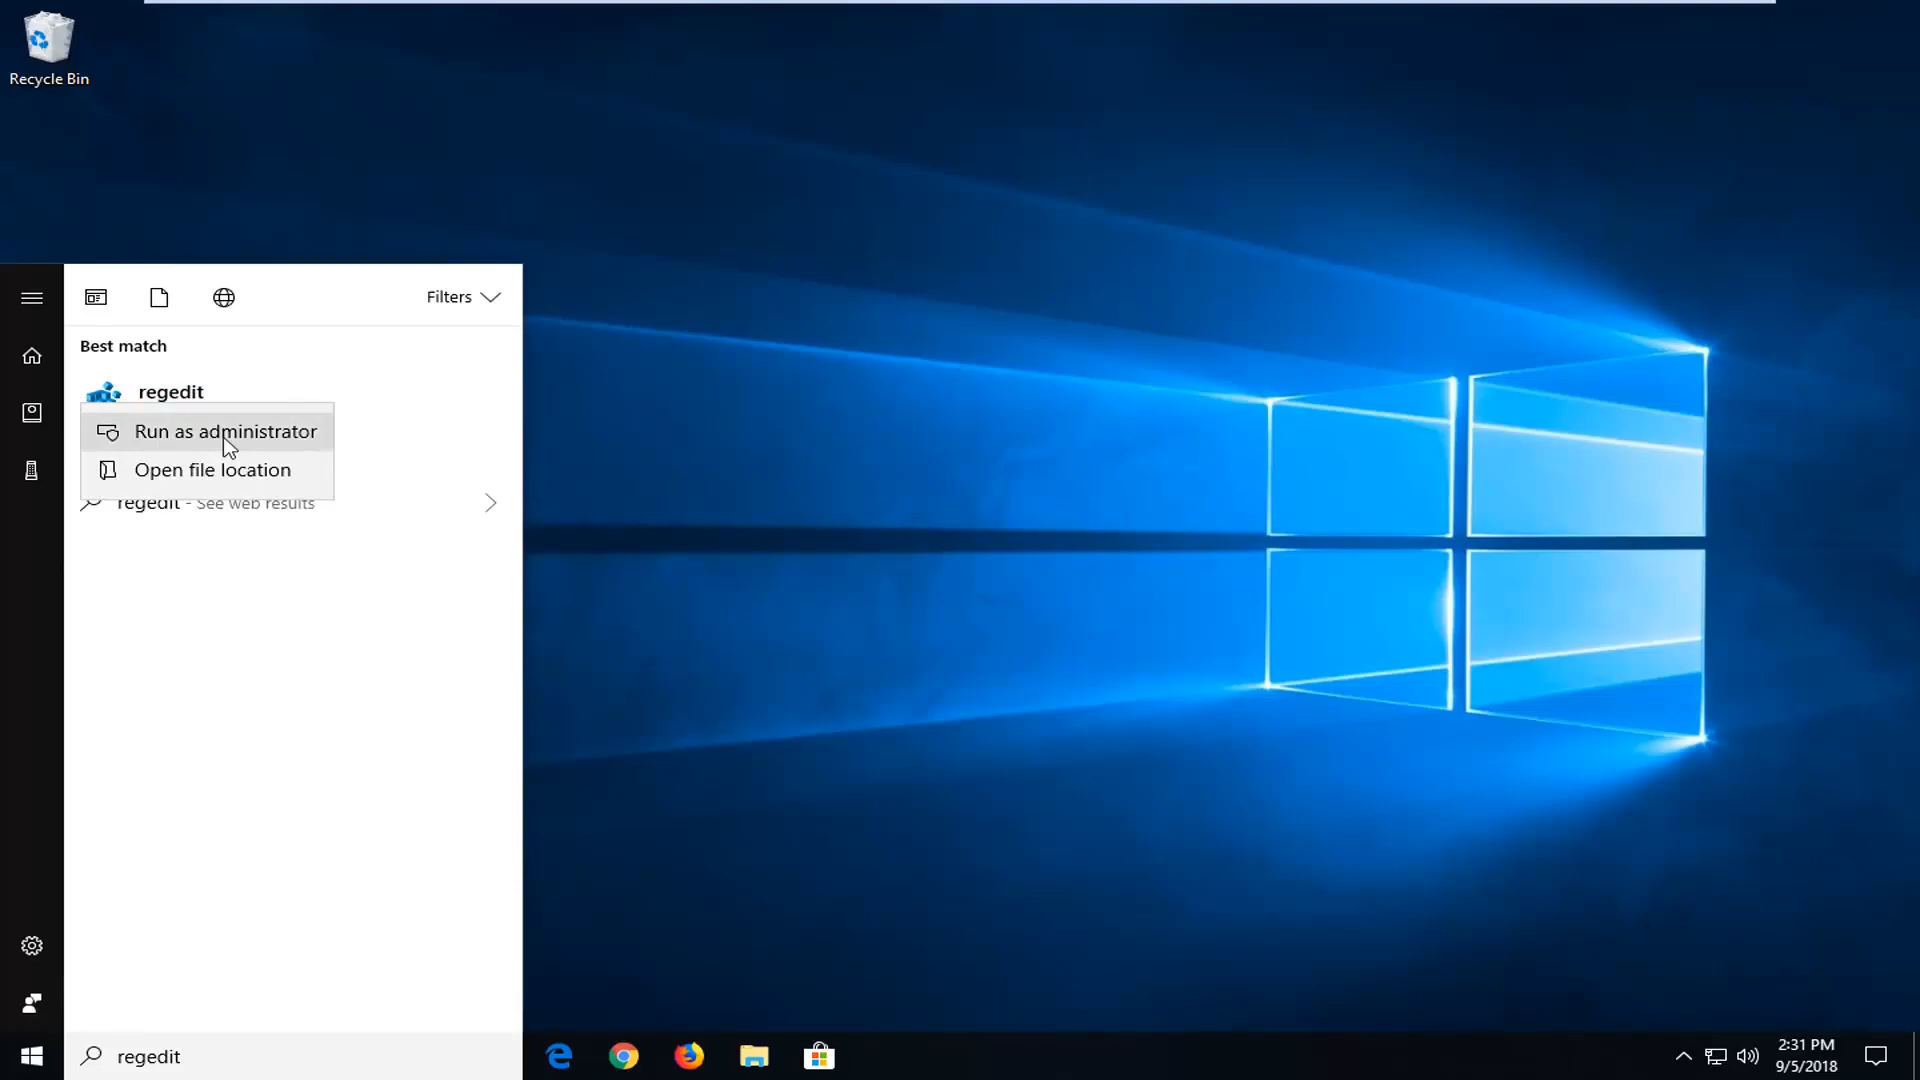 Recycle Bin
Filters
Best match
regedit
Run as administrator
Open file location
regedit - See web results
regedit
2:31 PM
9/5/2018